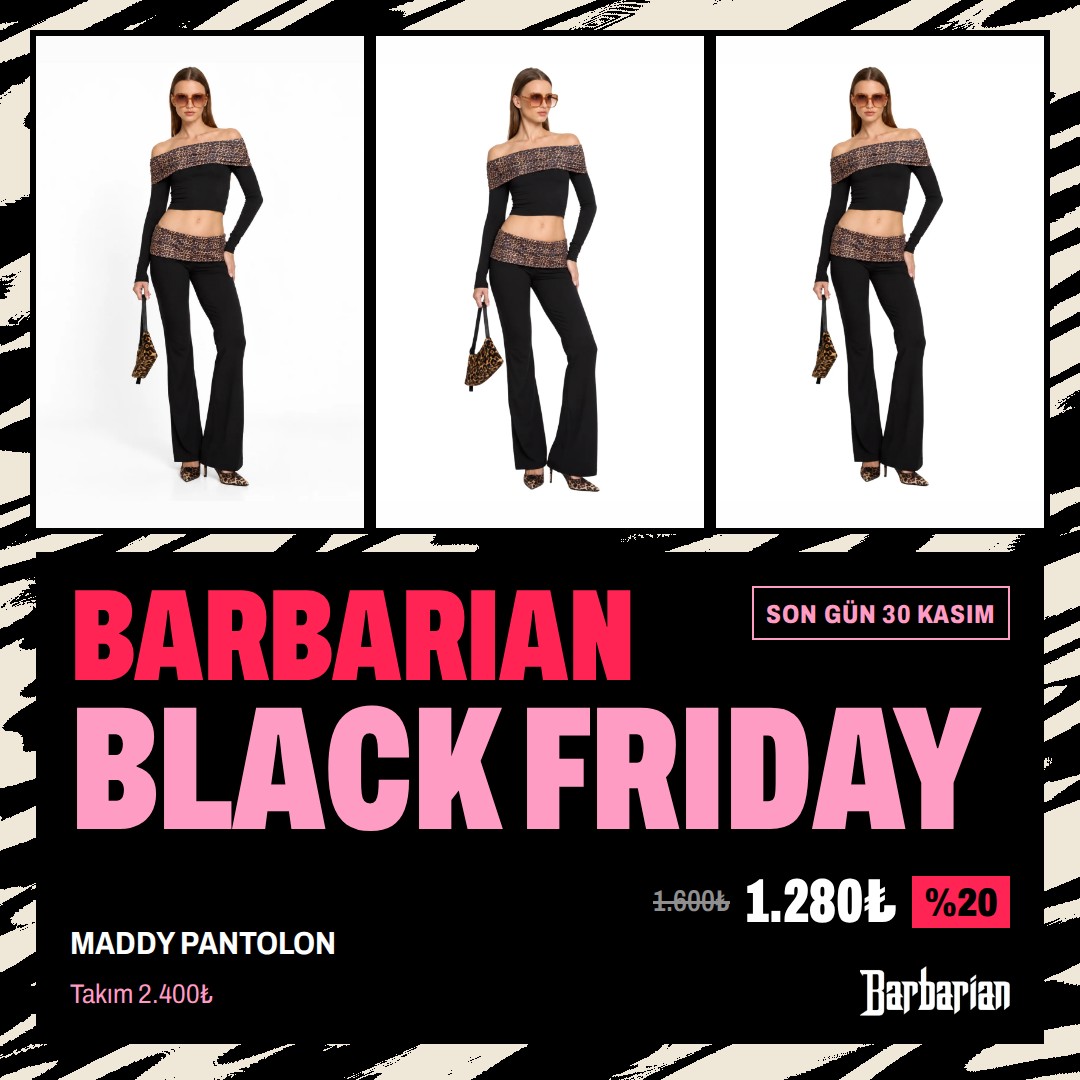 BARBARIAN
SON GÜN 30 KASIM
BLACK FRIDAY
1.600₺ 1.280₺ %20
MADDY PANTOLON
Takım 2.400₺
Barbarian